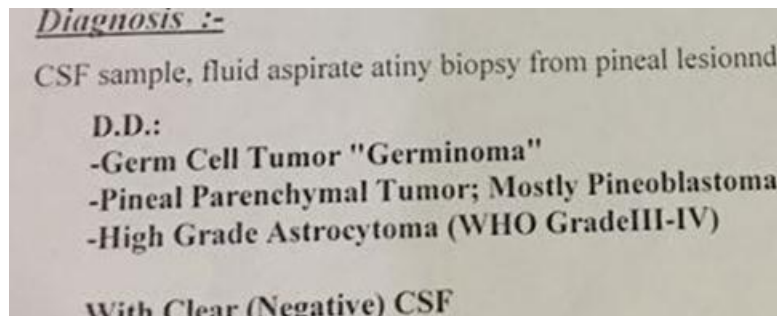 Diagnosis :-
CSF sample, fluid aspirate atiny biopsy from pineal lesionnd
D.D.:
-Germ Cell Tumor "Germinoma"
-Pineal Parenchymal Tumor; Mostly Pineoblastoma
-High Grade Astrocytoma (WHO GradeIII-IV)
With Clear (Negative) CSF